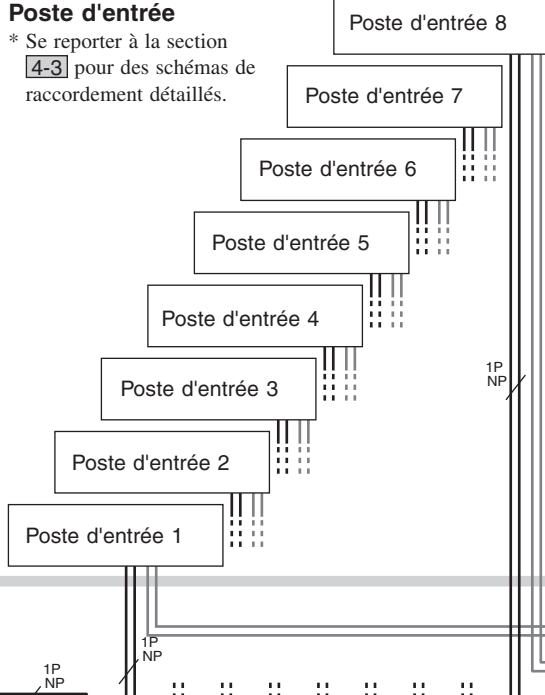 Poste d'entrée
* Se reporter à la section
4-3 pour des schémas de
raccordement détaillés.
Poste d'entrée 8
Poste d'entrée 7
Poste d'entrée 6
Poste d'entrée 5
Poste d'entrée 4
1P
NP
Poste d'entrée 3
Poste d'entrée 2
Poste d'entrée 1
1P
NP
1P
NP